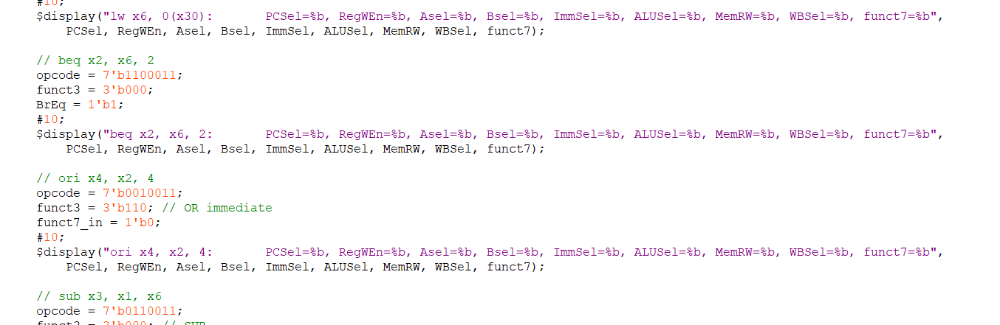 #10;
$display("lw x6, 0(x30):       PCSel=%b, RegWEn=%b, Asel=%b, Bsel=%b, ImmSel=%b, ALUSel=%b, MemRW=%b, WBSel=%b, funct7=%b",
    PCSel, RegWEn, Asel, Bsel, ImmSel, ALUSel, MemRW, WBSel, funct7);

// beq x2, x6, 2
opcode = 7'b1100011;
funct3 = 3'b000;
BrEq = 1'b1;
#10;
$display("beq x2, x6, 2:       PCSel=%b, RegWEn=%b, Asel=%b, Bsel=%b, ImmSel=%b, ALUSel=%b, MemRW=%b, WBSel=%b, funct7=%b",
    PCSel, RegWEn, Asel, Bsel, ImmSel, ALUSel, MemRW, WBSel, funct7);

// ori x4, x2, 4
opcode = 7'b0010011;
funct3 = 3'b110; // OR immediate
funct7_in = 1'b0;
#10;
$display("ori x4, x2, 4:       PCSel=%b, RegWEn=%b, Asel=%b, Bsel=%b, ImmSel=%b, ALUSel=%b, MemRW=%b, WBSel=%b, funct7=%b",
    PCSel, RegWEn, Asel, Bsel, ImmSel, ALUSel, MemRW, WBSel, funct7);

// sub x3, x1, x6
opcode = 7'b0110011;
funct3 = 3'b000; // SUB